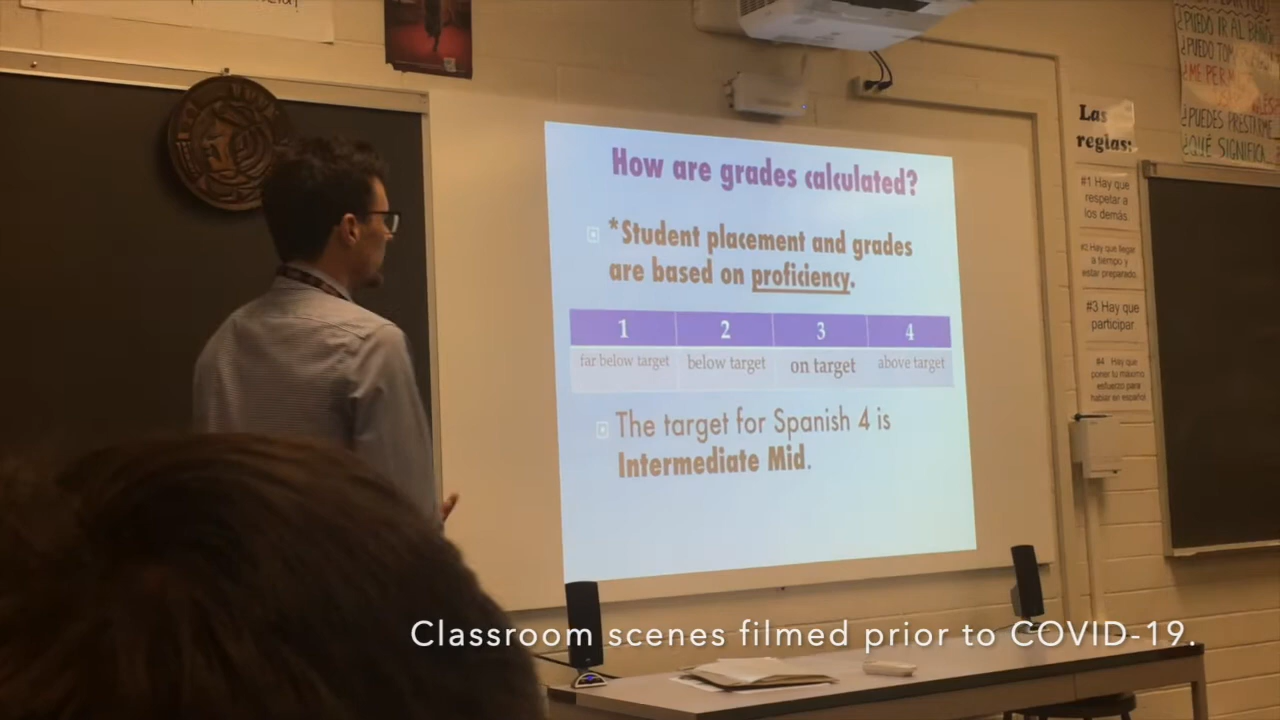 How are grades calculated?
*Student placement and grades
are based on proficiency.
1 2 3 4
far below target below target on target above target
The target for Spanish 4 is
Intermediate Mid.
Las
reglas:
#1 Hay que
respetar a
los demás.
#2 Hay que llegar
a tiempo y
estar preparado.
#3 Hay que
participar.
#4 Hay que
poner tu máximo
esfuerzo para
hablar en español.
¿PUEDO IR AL BAÑO
¿PUEDO
¿ME PER
¿PUEDES PRESTARME
¿QUÉ SIGNIFICA...
Classroom scenes filmed prior to COVID-19.